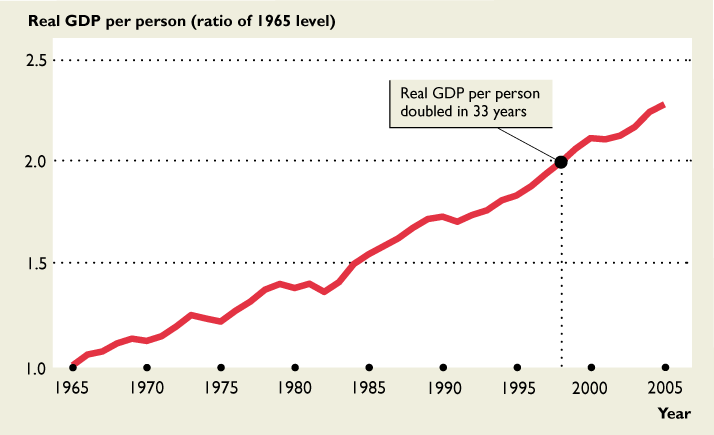 Real GDP per person (ratio of 1965 level)
2.5
Real GDP per person
doubled in 33 years
2.0
1.5
1.0
1965 1970 1975 1980 1985 1990 1995 2000 2005
Year